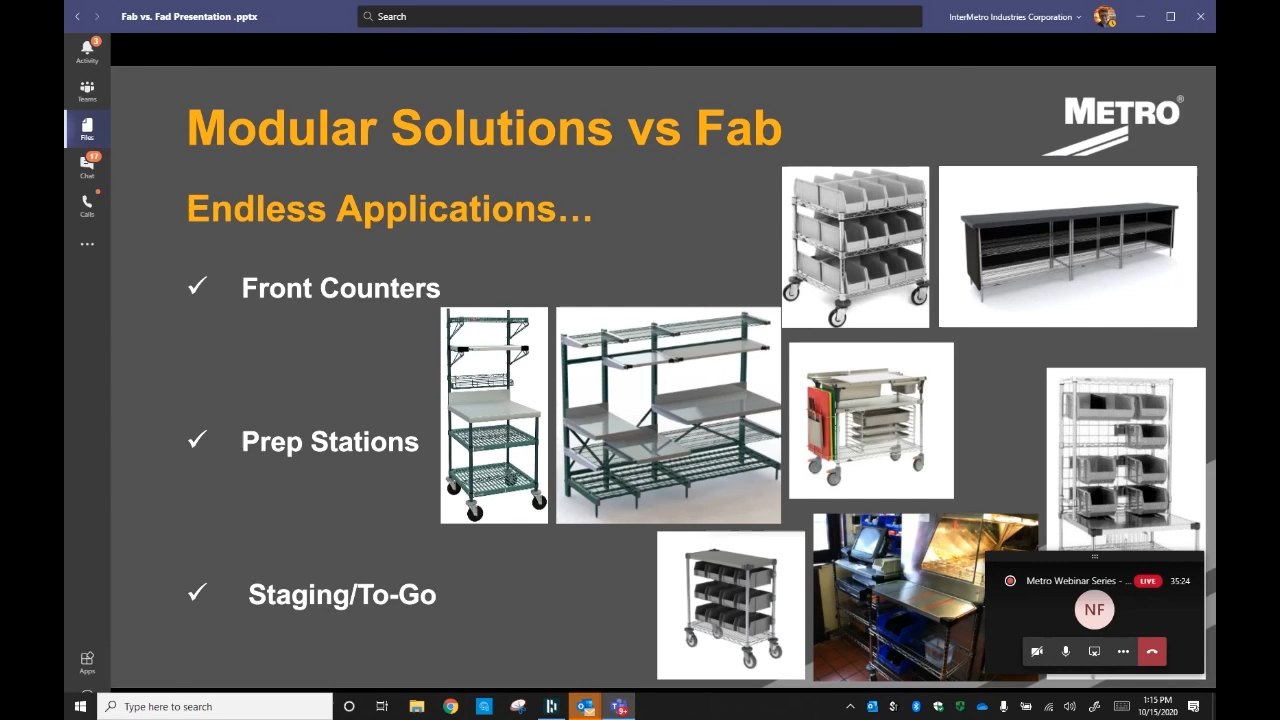 Fab vs. Fad Presentation .pptx
Search
InterMetro Industries Corporation
3
Activity
Teams
Files
17
Chat
Calls
Apps
Modular Solutions vs Fab
METRO®
Endless Applications…
✓ Front Counters
✓ Prep Stations
✓ Staging/To-Go
Metro Webinar Series - ...
LIVE
35:24
NF
Type here to search
1:15 PM
10/15/2020